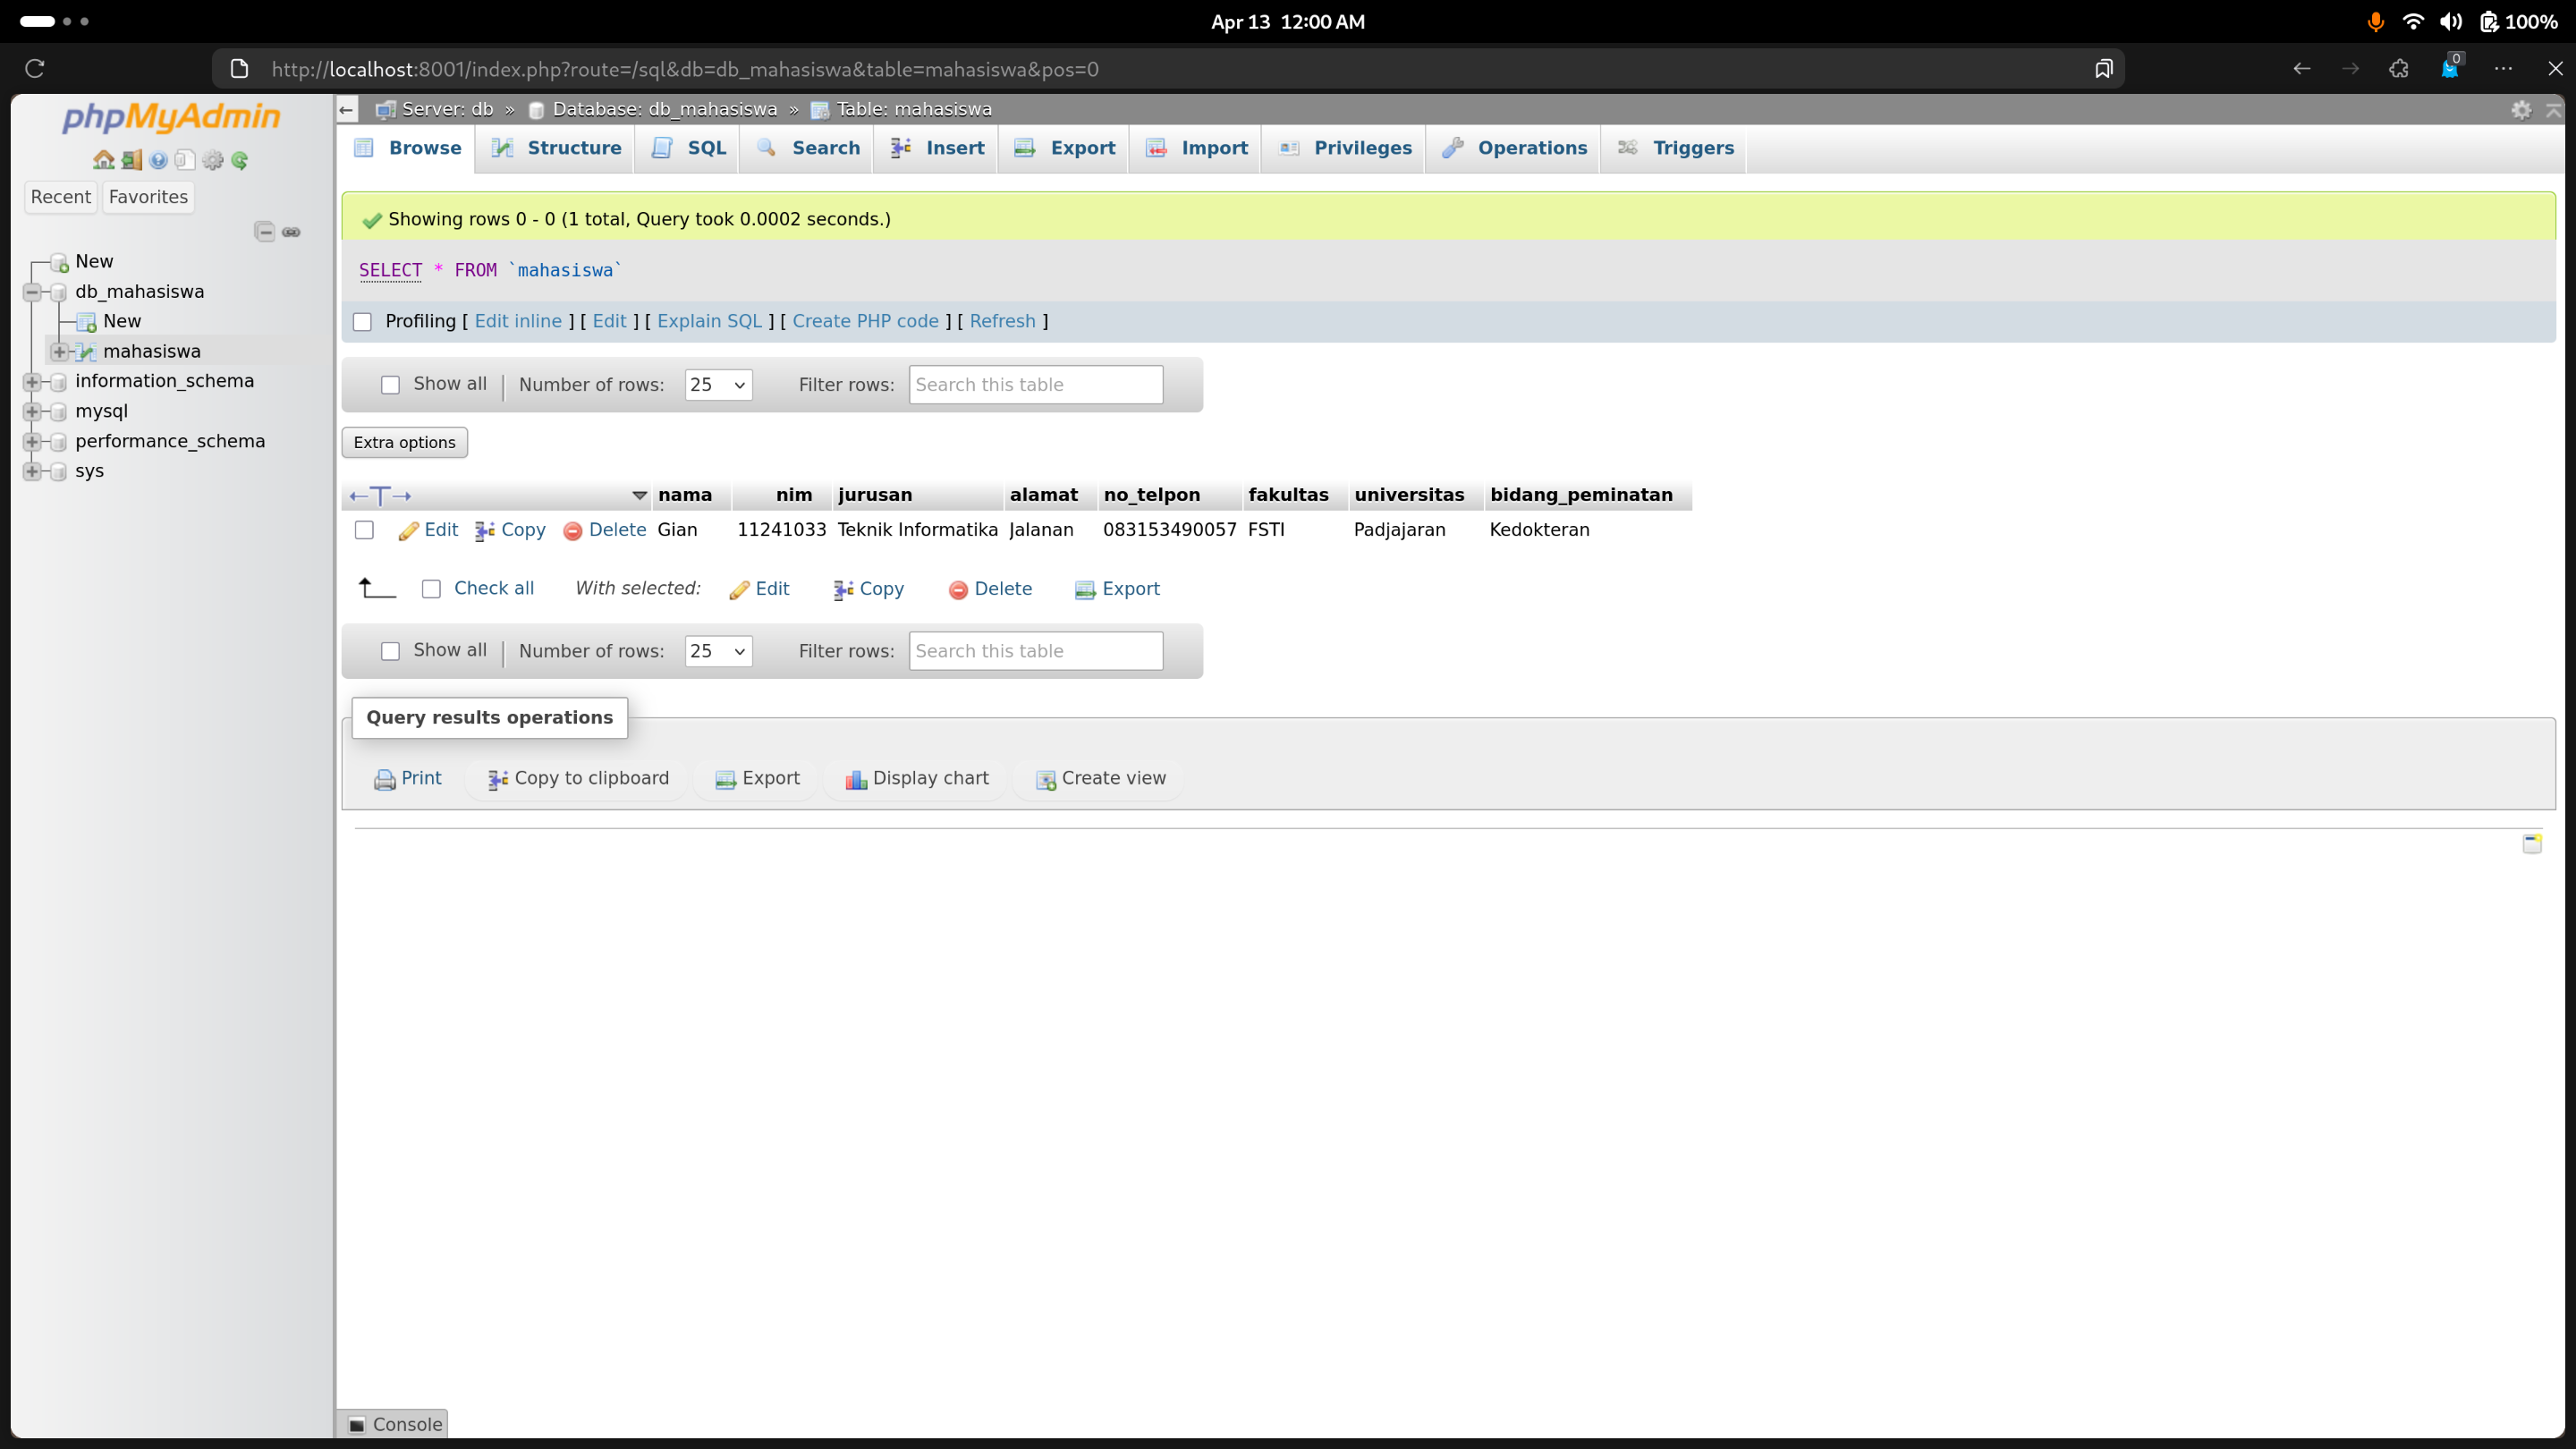 Apr 13 12:00 AM
100%
http://localhost:8001/index.php?route=/sql&db=db_mahasiswa&table=mahasiswa&pos=0
0
phpMyAdmin
Recent Favorites
New
db_mahasiswa
New
mahasiswa
information_schema
mysql
performance_schema
sys
Server: db » Database: db_mahasiswa » Table: mahasiswa
Browse Structure SQL Search Insert Export Import Privileges Operations Triggers
Showing rows 0 - 0 (1 total, Query took 0.0002 seconds.)
SELECT * FROM `mahasiswa`
Profiling [ Edit inline ] [ Edit ] [ Explain SQL ] [ Create PHP code ] [ Refresh ]
Show all | Number of rows: 25 Filter rows: Search this table
Extra options
nama nim jurusan alamat no_telpon fakultas universitas bidang_peminatan
Edit Copy Delete Gian 11241033 Teknik Informatika Jalanan 083153490057 FSTI Padjajaran Kedokteran
Check all With selected: Edit Copy Delete Export
Show all | Number of rows: 25 Filter rows: Search this table
Query results operations
Print Copy to clipboard Export Display chart Create view
Console